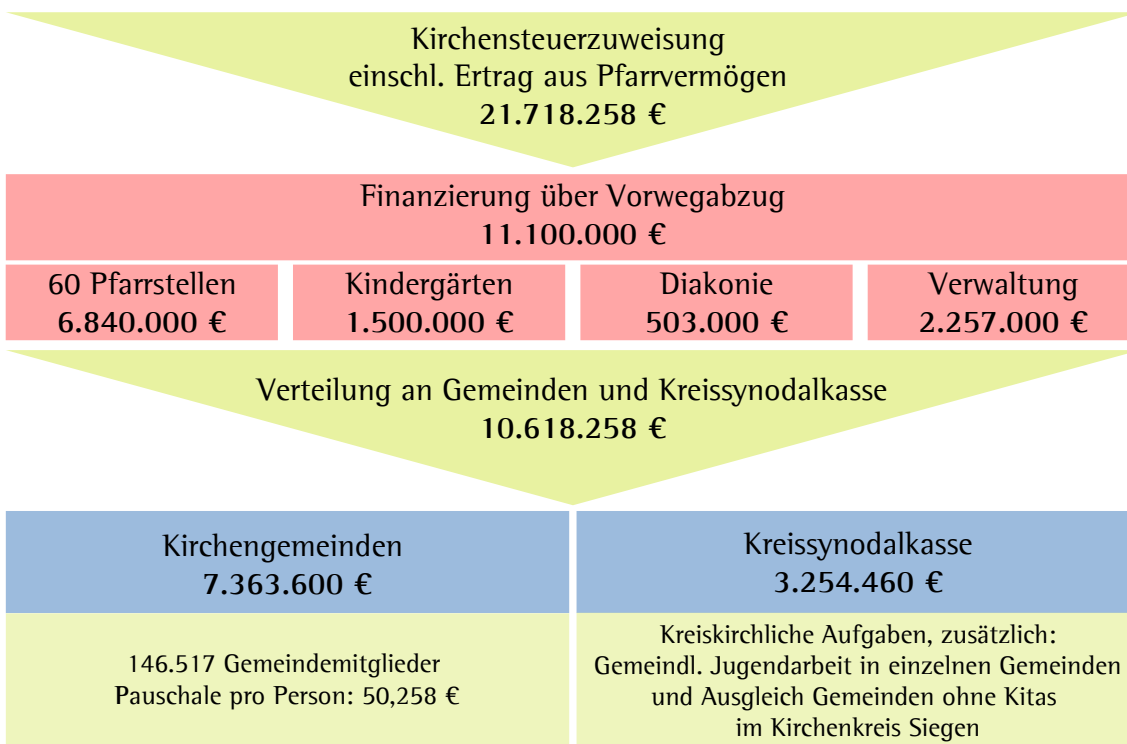 Kirchensteuerzuweisung
einschl. Ertrag aus Pfarrvermögen
21.718.258 €
Finanzierung über Vorwegabzug
11.100.000 €
60 Pfarrstellen
6.840.000 €
Kindergärten
1.500.000 €
Diakonie
503.000 €
Verwaltung
2.257.000 €
Verteilung an Gemeinden und Kreissynodalkasse
10.618.258 €
Kirchengemeinden
7.363.600 €
146.517 Gemeindemitglieder
Pauschale pro Person: 50,258 €
Kreissynodalkasse
3.254.460 €
Kreiskirchliche Aufgaben, zusätzlich:
Gemeindl. Jugendarbeit in einzelnen Gemeinden
und Ausgleich Gemeinden ohne Kitas
im Kirchenkreis Siegen